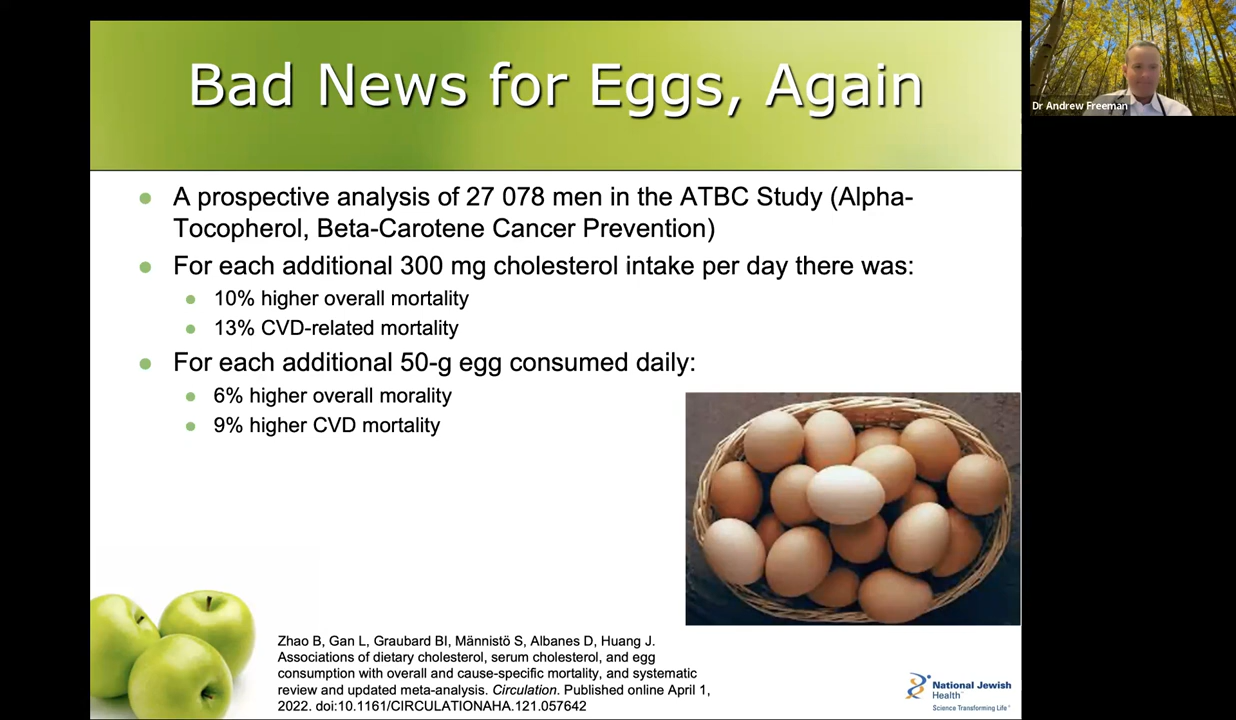 Bad News for Eggs, Again
Dr Andrew Freeman
A prospective analysis of 27 078 men in the ATBC Study (Alpha-
Tocopherol, Beta-Carotene Cancer Prevention)
For each additional 300 mg cholesterol intake per day there was:
10% higher overall mortality
13% CVD-related mortality
For each additional 50-g egg consumed daily:
6% higher overall morality
9% higher CVD mortality
Zhao B, Gan L, Graubard BI, Männistö S, Albanes D, Huang J.
Associations of dietary cholesterol, serum cholesterol, and egg
consumption with overall and cause-specific mortality, and systematic
review and updated meta-analysis. Circulation. Published online April 1,
2022. doi:10.1161/CIRCULATIONAHA.121.057642
National Jewish
Health™
Science Transforming Life®